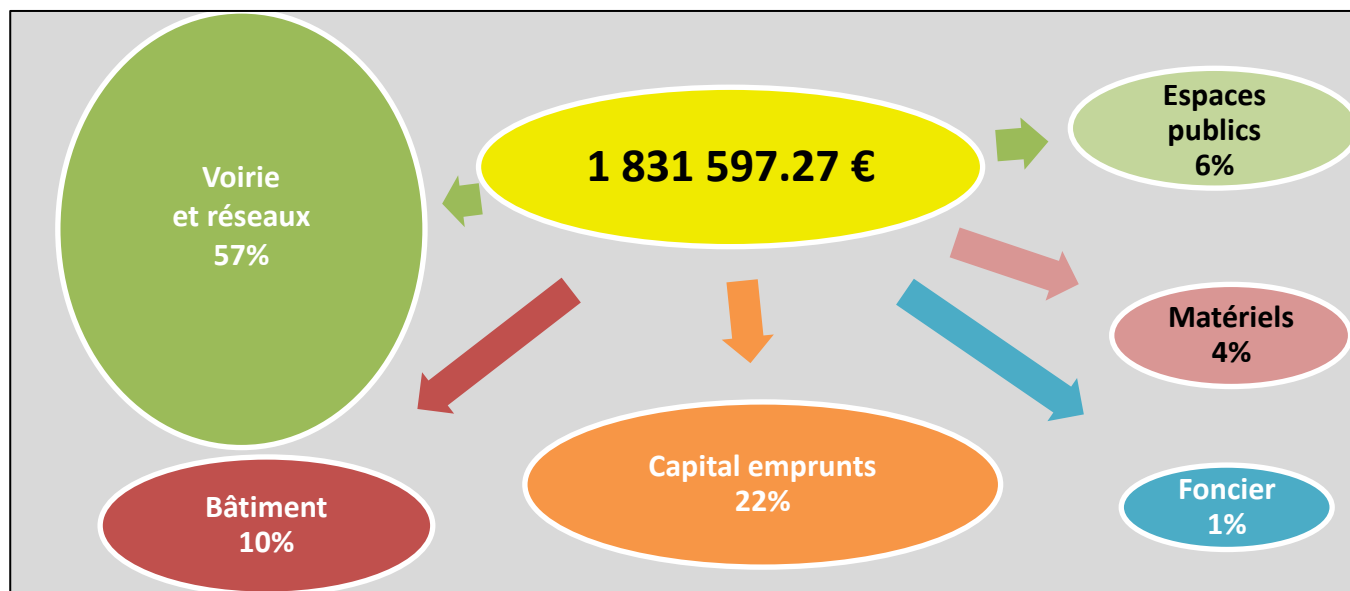 1 831 597.27 €
Voirie
et réseaux
57%
Espaces
publics
6%
Matériels
4%
Capital emprunts
22%
Bâtiment
10%
Foncier
1%